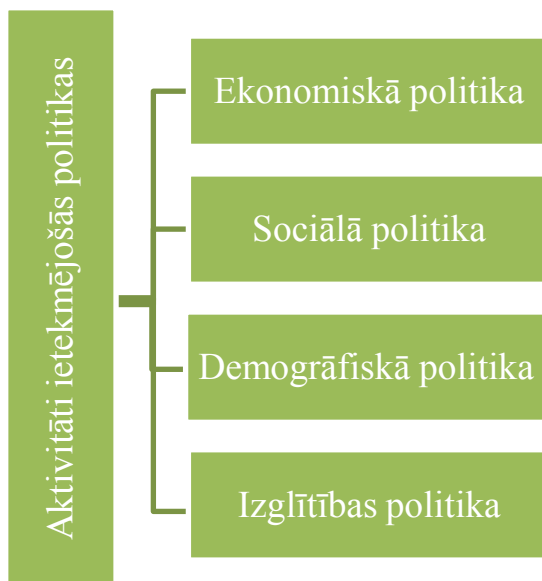 Aktivitāti ietekmējošās politikas
Ekonomiskā politika
Sociālā politika
Demogrāfiskā politika
Izglītības politika